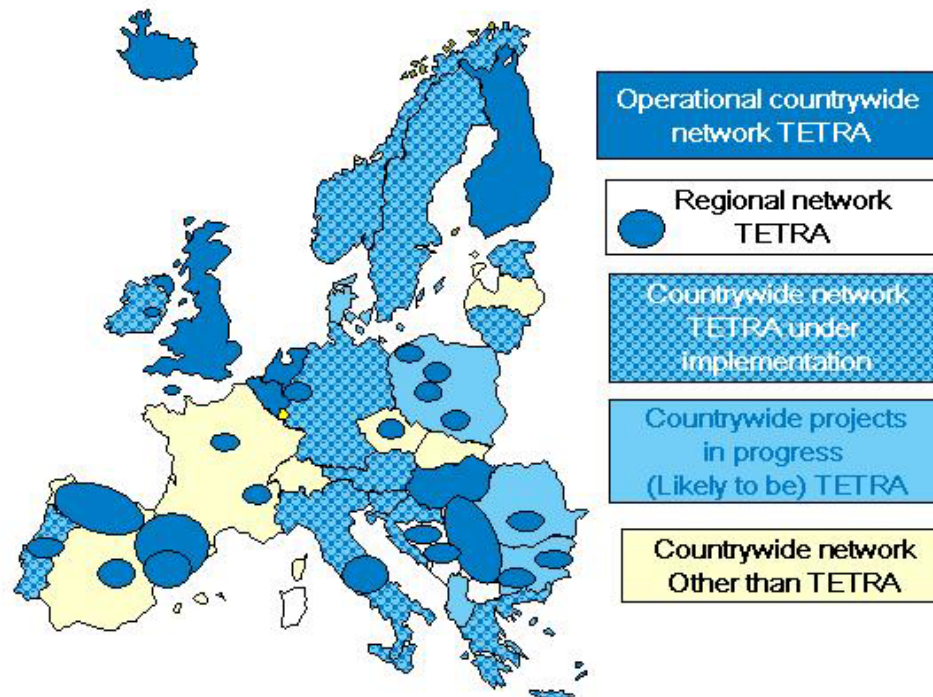 Operational countrywide
network TETRA
Regional network
TETRA
Countrywide network
TETRA under
implementation
Countrywide projects
in progress
(Likely to be) TETRA
Countrywide network
Other than TETRA